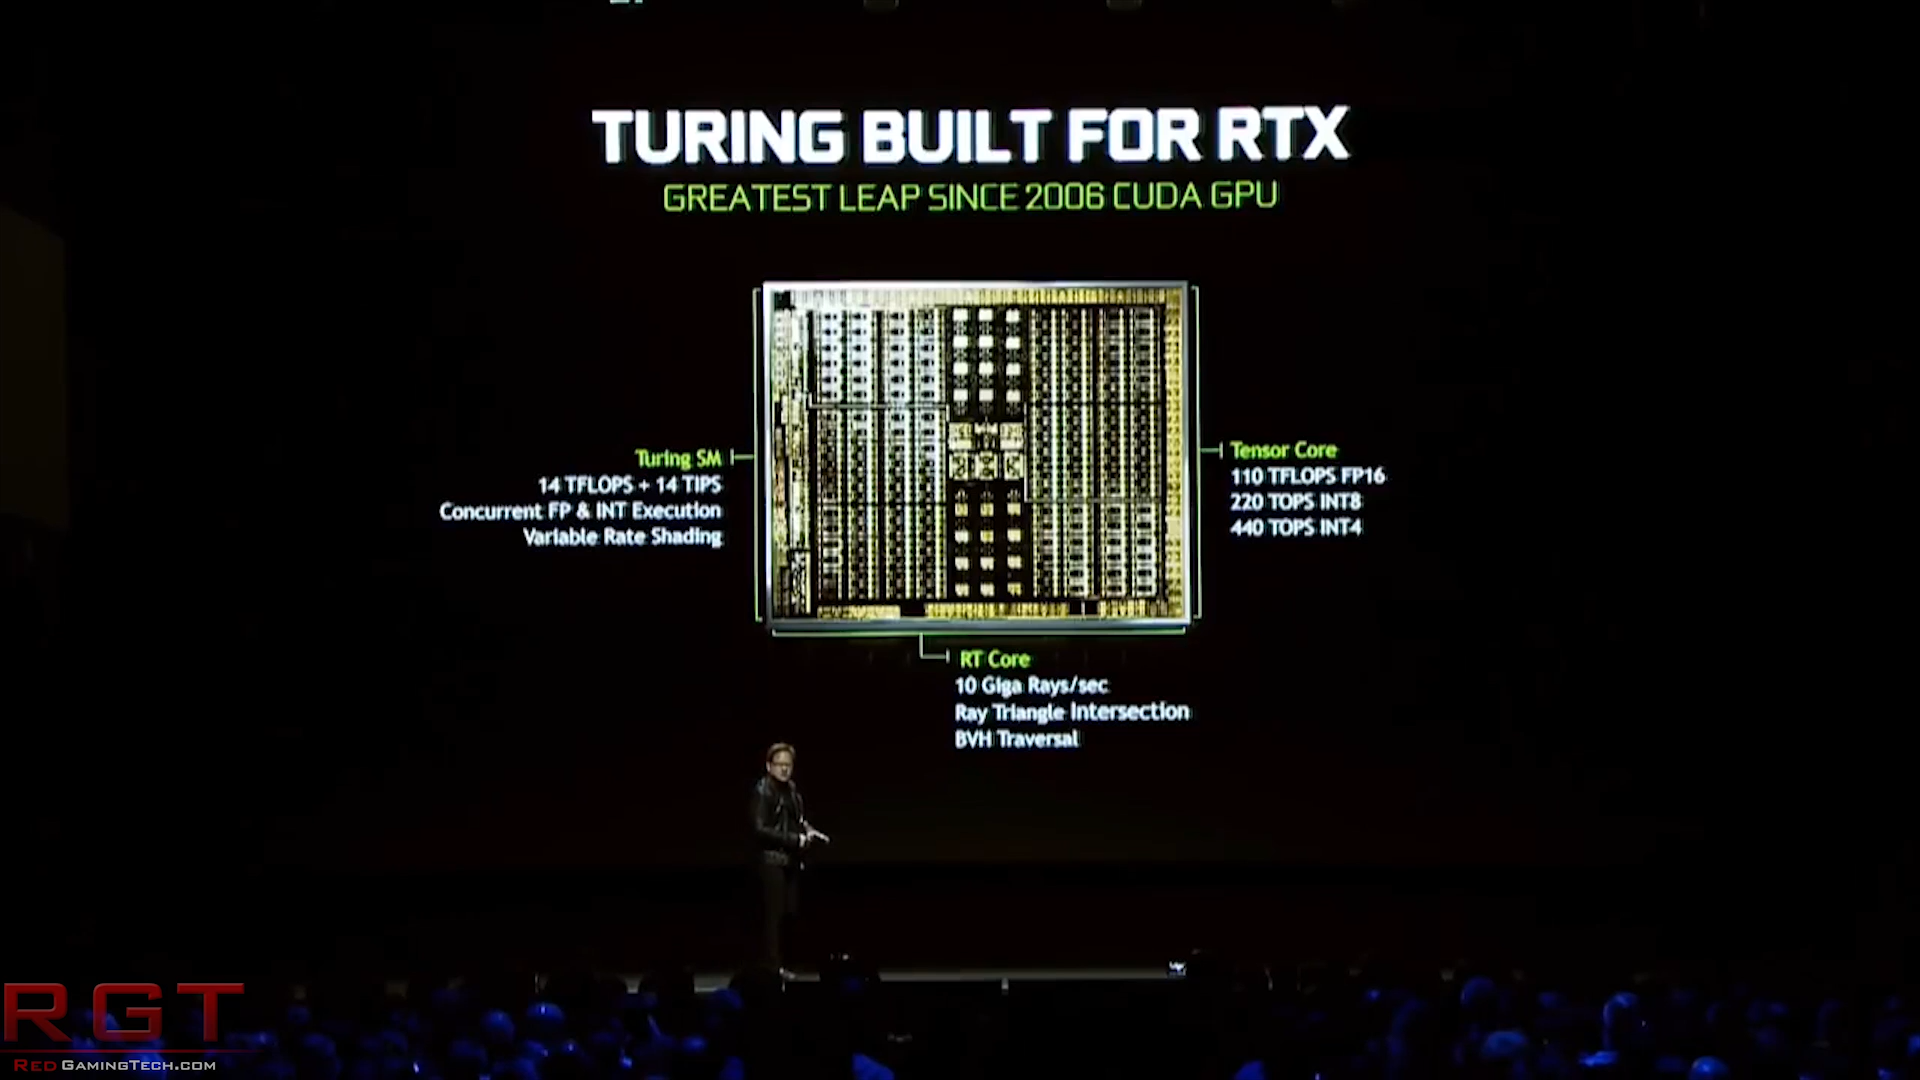 TURING BUILT FOR RTX
GREATEST LEAP SINCE 2006 CUDA GPU
Turing SM
14 TFLOPS + 14 TIPS
Concurrent FP & INT Execution
Variable Rate Shading
Tensor Core
110 TFLOPS FP16
220 TOPS INT8
440 TOPS INT4
RT Core
10 Giga Rays/sec
Ray Triangle Intersection
BVH Traversal
RGT
RED GAMINGTECH.COM